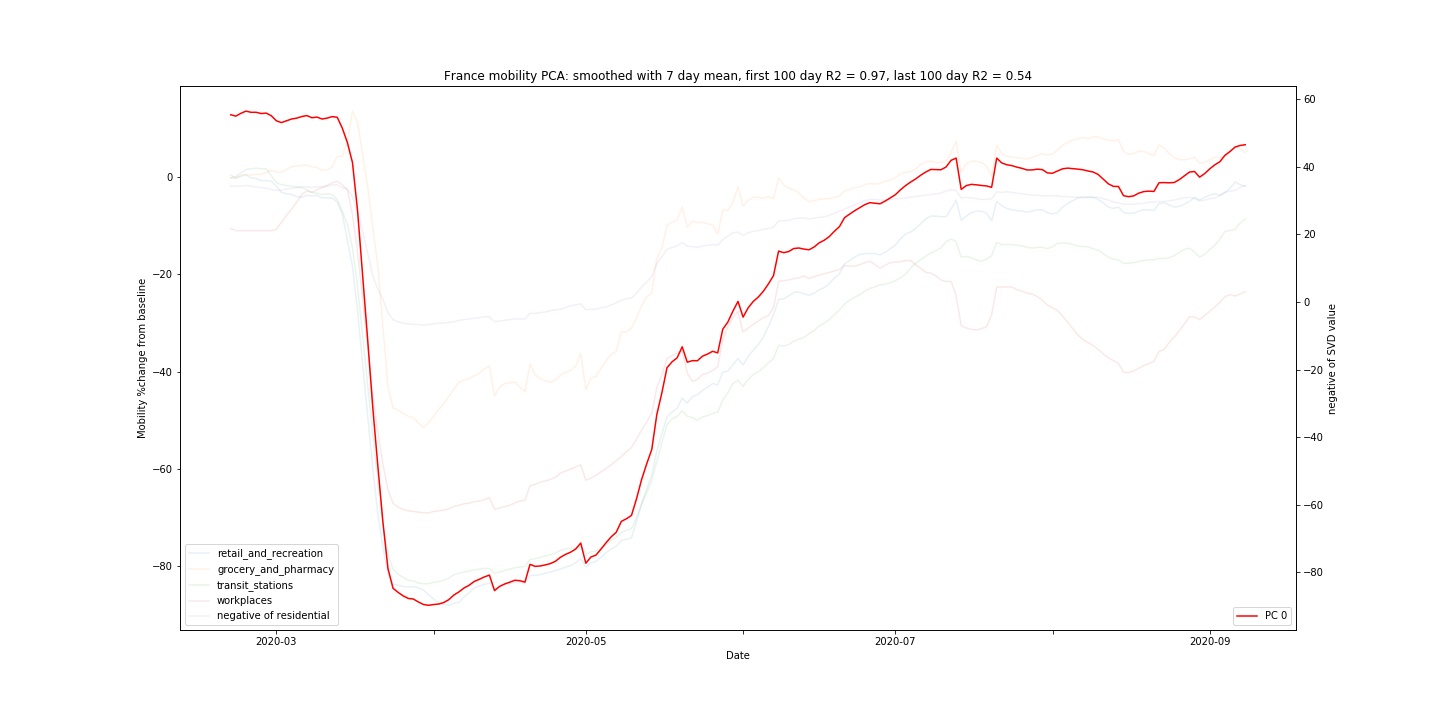 France mobility PCA: smoothed with 7 day mean, first 100 day R2 = 0.97, last 100 day R2 = 0.54
60
40
20
0
−20
−40
−60
−80
negative of SVD value
0
−20
−40
−60
−80
Mobility %change from baseline
retail_and_recreation
grocery_and_pharmacy
transit_stations
workplaces
negative of residential
PC 0
2020-03
2020-05
2020-07
2020-09
Date